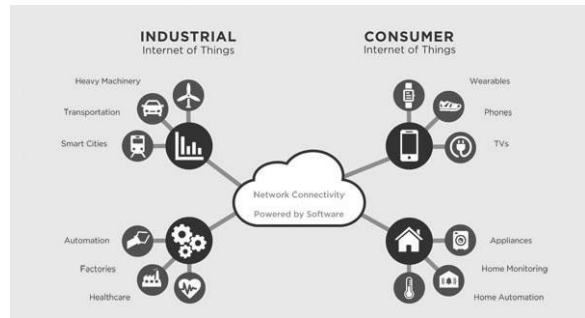 INDUSTRIAL
Internet of Things
CONSUMER
Internet of Things
Heavy Machinery
Transportation
Smart Cities
Wearables
Phones
TVs
Network Connectivity
Powered by Software
Automation
Factories
Healthcare
Appliances
Home Monitoring
Home Automation